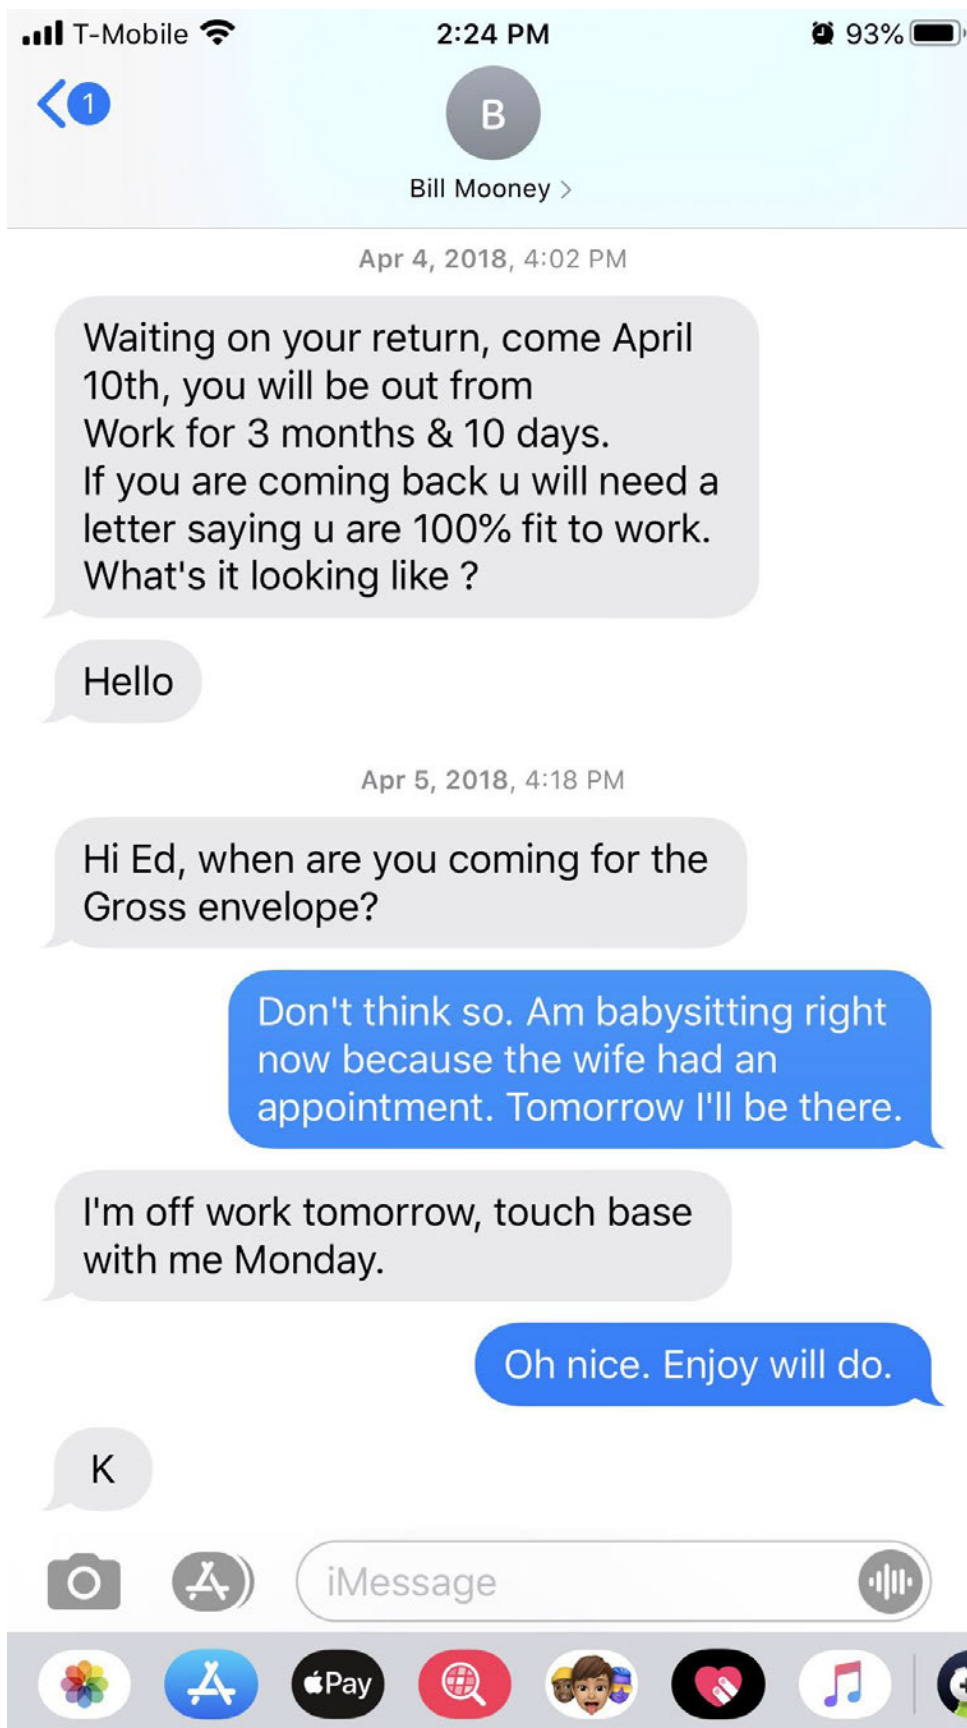 T-Mobile 2:24 PM 93%
1
B
Bill Mooney >
Apr 4, 2018, 4:02 PM
Waiting on your return, come April
10th, you will be out from
Work for 3 months & 10 days.
If you are coming back u will need a
letter saying u are 100% fit to work.
What's it looking like ?
Hello
Apr 5, 2018, 4:18 PM
Hi Ed, when are you coming for the
Gross envelope?
Don't think so. Am babysitting right
now because the wife had an
appointment. Tomorrow I'll be there.
I'm off work tomorrow, touch base
with me Monday.
Oh nice. Enjoy will do.
K
iMessage
Pay